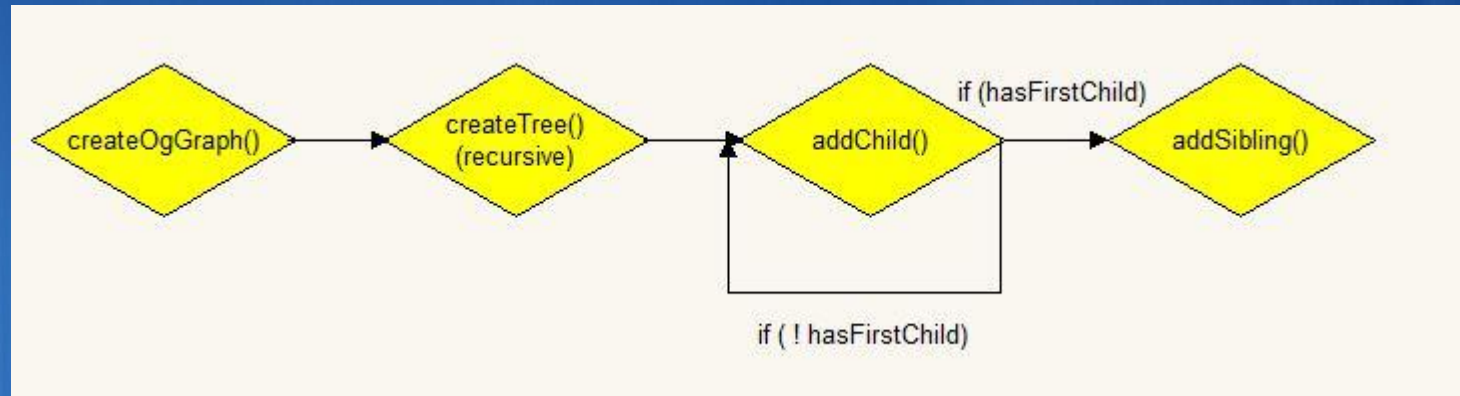 createOgGraph()
createTree()
(recursive)
addChild()
if (hasFirstChild)
addSibling()
if ( ! hasFirstChild)